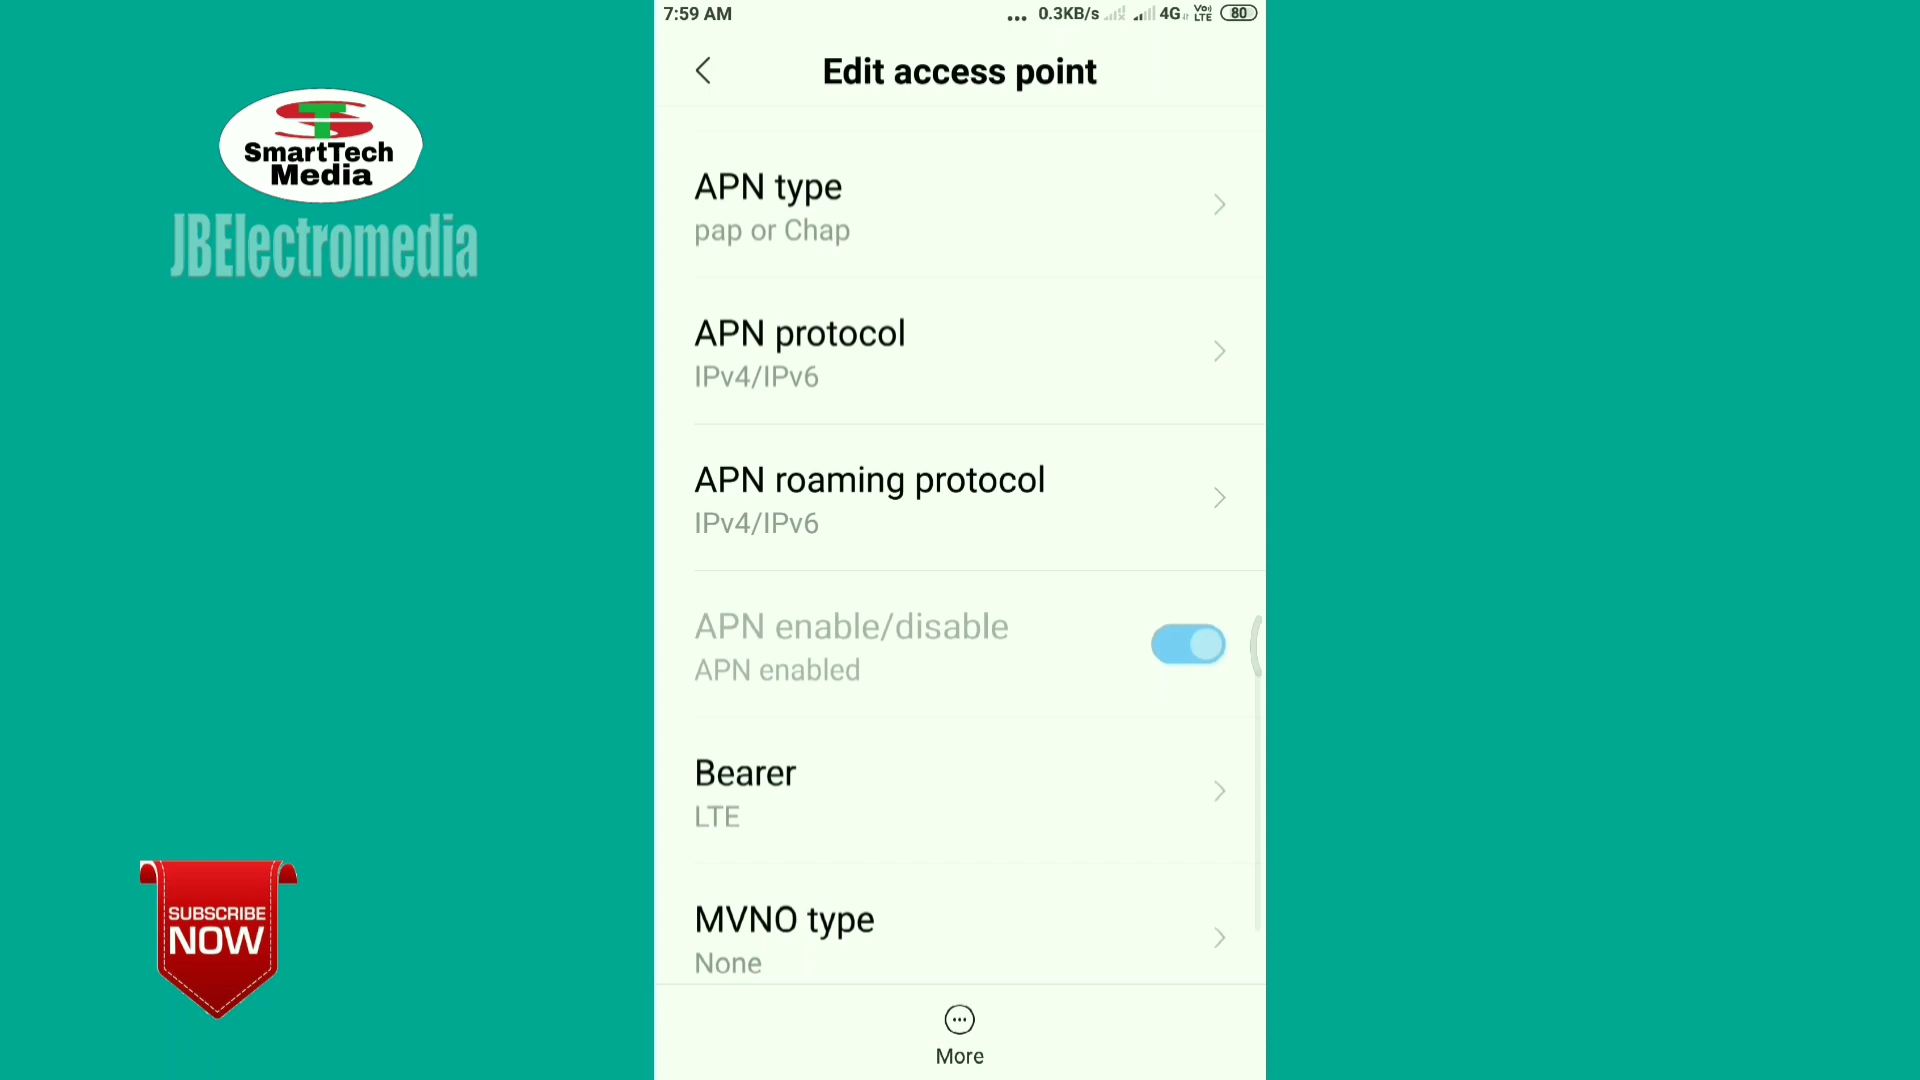 7:59 AM
... 0.3KB/s 4G Vo) LTE 80
Edit access point
SmartTech
Media
JBElectromedia
APN type
pap or Chap
APN protocol
IPv4/IPv6
APN roaming protocol
IPv4/IPv6
APN enable/disable
APN enabled
Bearer
LTE
MVNO type
None
SUBSCRIBE
NOW
More